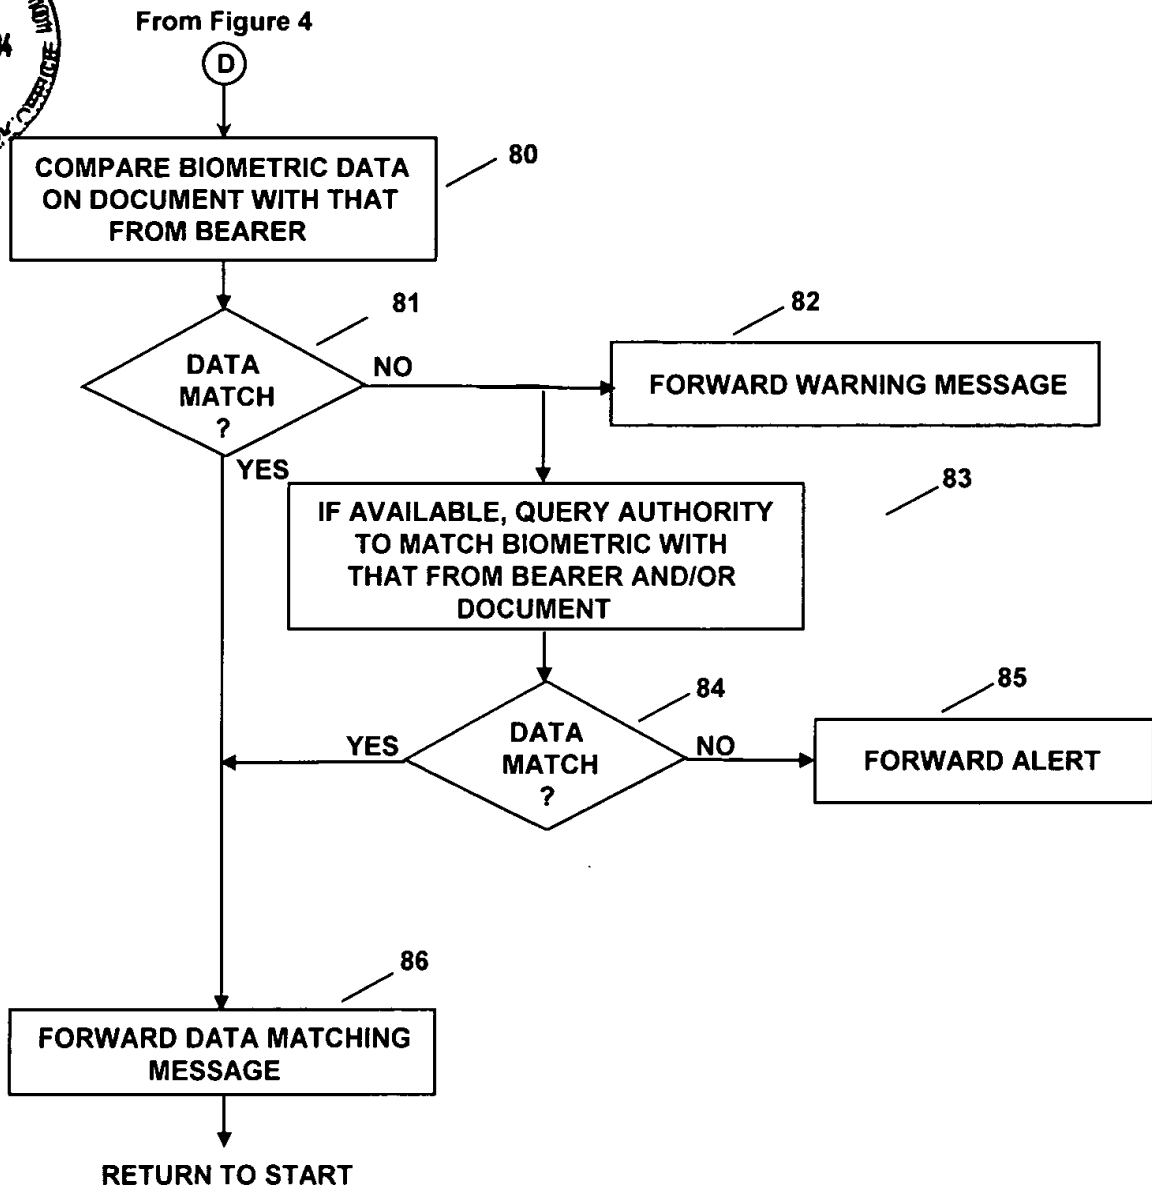 From Figure 4
D
COMPARE BIOMETRIC DATA
ON DOCUMENT WITH THAT
FROM BEARER
80
81
DATA
MATCH
?
NO
YES
82
FORWARD WARNING MESSAGE
83
IF AVAILABLE, QUERY AUTHORITY
TO MATCH BIOMETRIC WITH
THAT FROM BEARER AND/OR
DOCUMENT
84
DATA
MATCH
?
YES
NO
85
FORWARD ALERT
86
FORWARD DATA MATCHING
MESSAGE
RETURN TO START